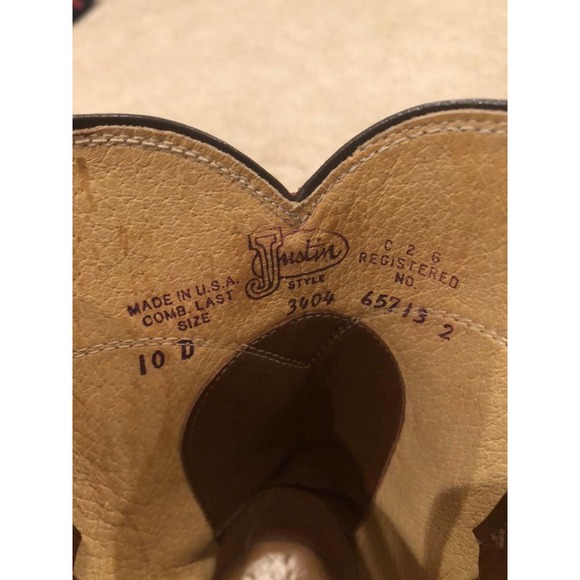 MADE IN U.S.A.
COMB. LAST
SIZE
10 D
Justin
STYLE
3404
C 2 G
REGISTERED
NO.
65713 2